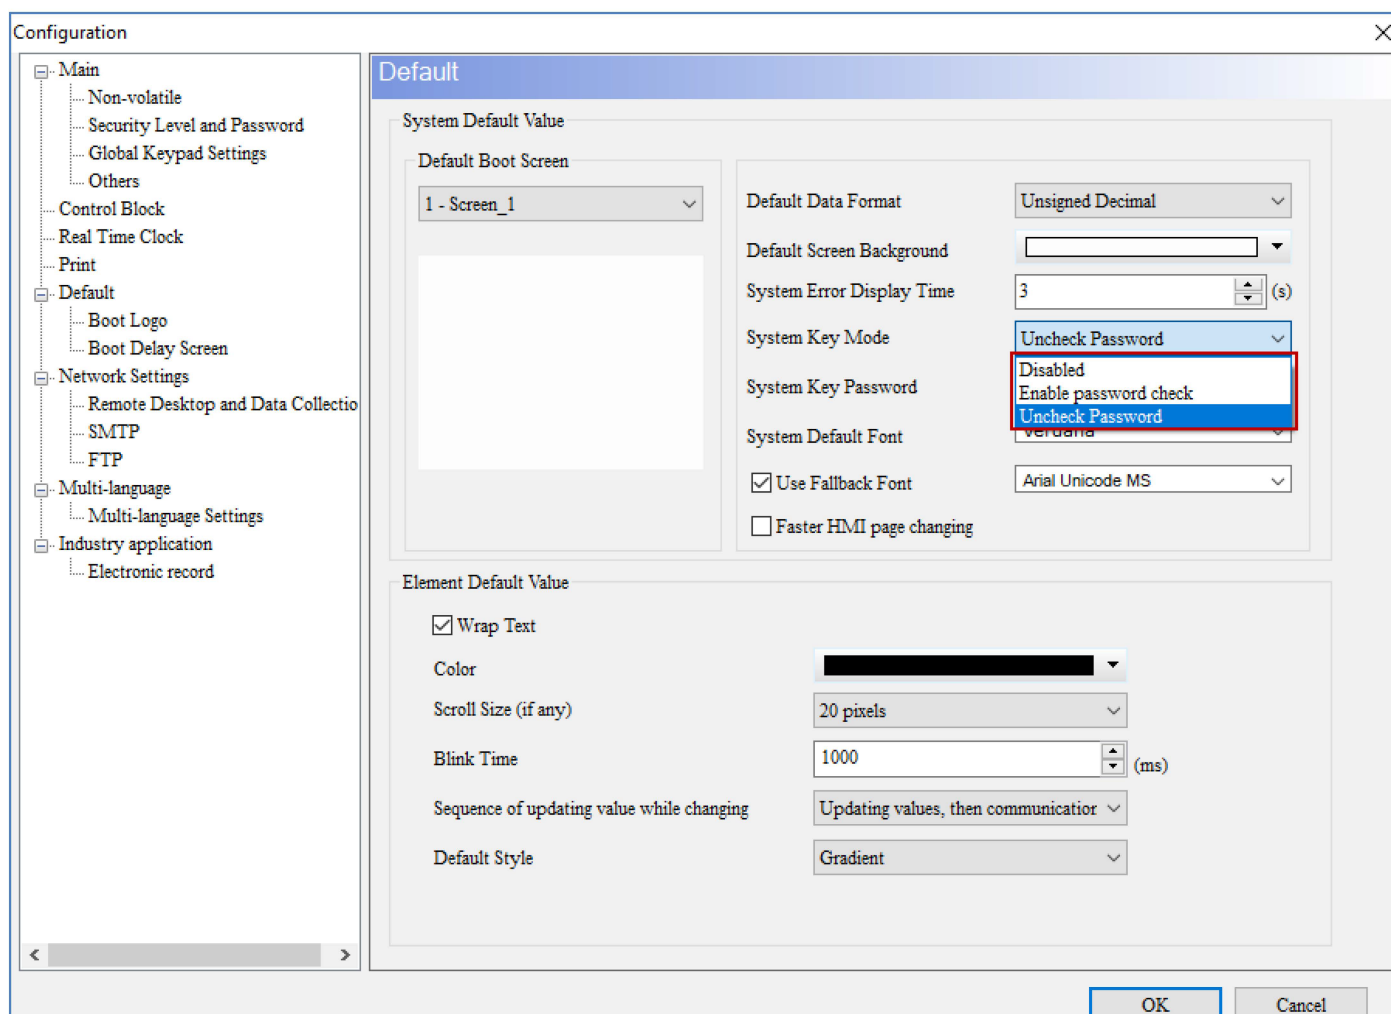 Configuration
Main
Non-volatile
Security Level and Password
Global Keypad Settings
Others
Control Block
Real Time Clock
Print
Default
Boot Logo
Boot Delay Screen
Network Settings
Remote Desktop and Data Collectio
SMTP
FTP
Multi-language
Multi-language Settings
Industry application
Electronic record
Default
System Default Value
Default Boot Screen
1 - Screen_1
Default Data Format
Unsigned Decimal
Default Screen Background
System Error Display Time
3
(s)
System Key Mode
Uncheck Password
Disabled
Enable password check
Uncheck Password
System Key Password
System Default Font
Verdana
Use Fallback Font
Arial Unicode MS
Faster HMI page changing
Element Default Value
Wrap Text
Color
Scroll Size (if any)
20 pixels
Blink Time
1000
(ms)
Sequence of updating value while changing
Updating values, then communication
Default Style
Gradient
OK
Cancel